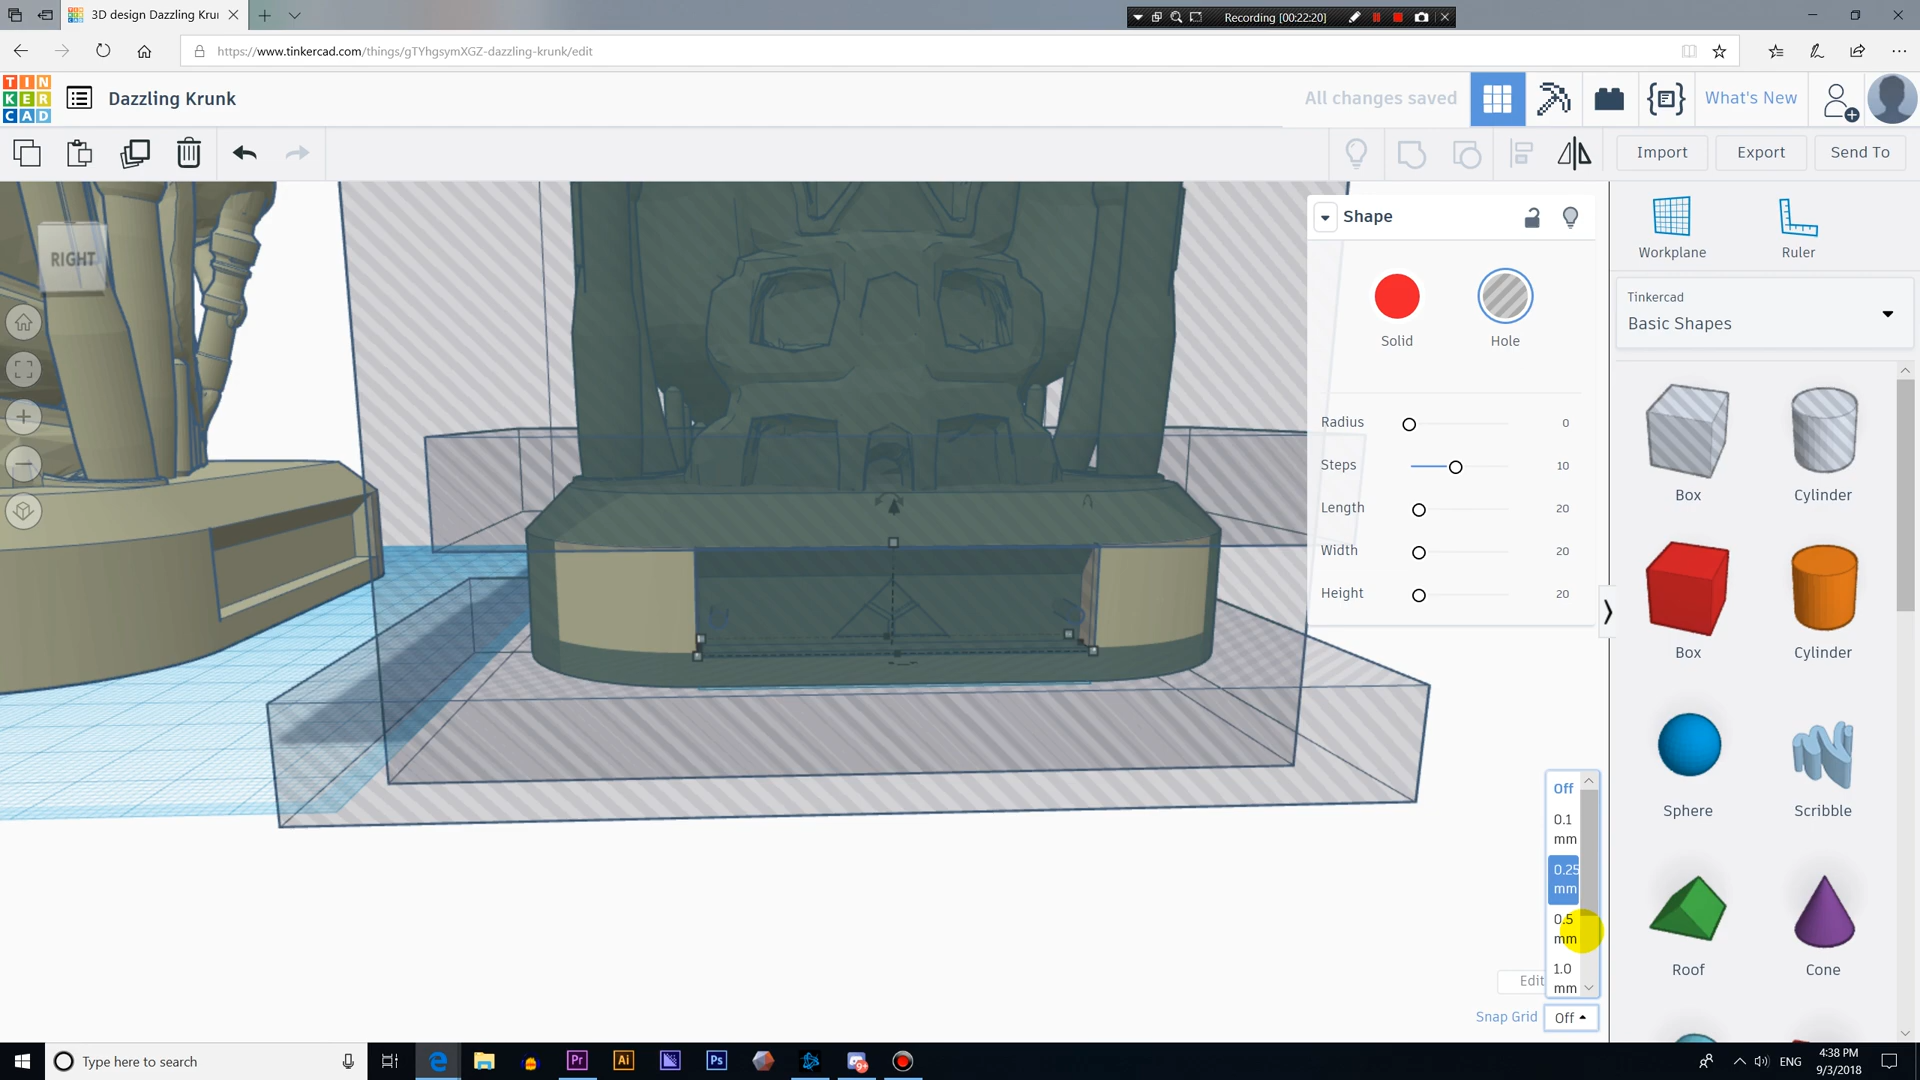 3D design Dazzling Kru
Recording [00:22:20]
https://www.tinkercad.com/things/gTYhgsymXGZ-dazzling-krunk/edit
TIN
KER
CAD
Dazzling Krunk
All changes saved
What's New
Import
Export
Send To
RIGHT
Shape
Solid
Hole
Radius
0
Steps
10
Length
20
Width
20
Height
20
Workplane
Ruler
Tinkercad
Basic Shapes
Box
Cylinder
Box
Cylinder
Sphere
Scribble
Roof
Cone
Off
0.1
mm
0.25
mm
0.5
mm
1.0
mm
Edit
Snap Grid
Off
Type here to search
Pr
Ai
Ps
9+
ENG
4:38 PM
9/3/2018